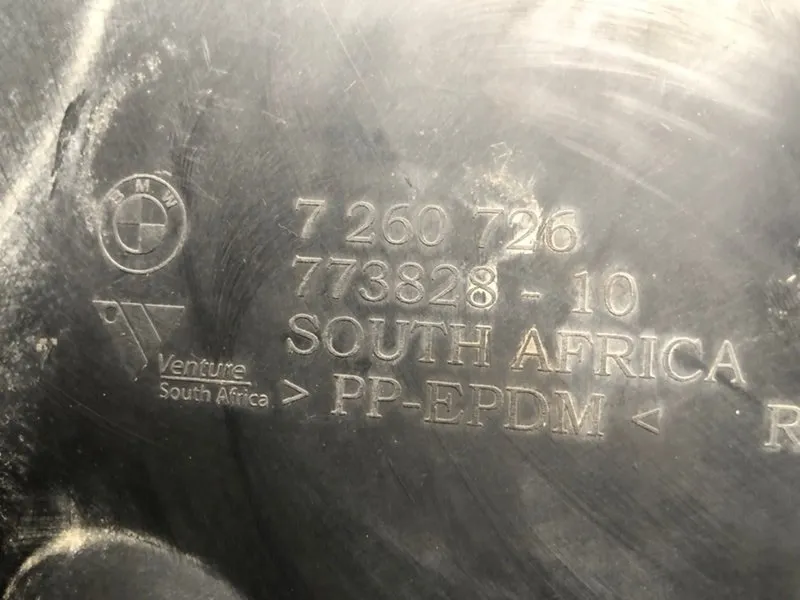 BMW
7 260 726
773828 - 10
SOUTH AFRICA
Venture
South Africa
> PP-EPDM <
R